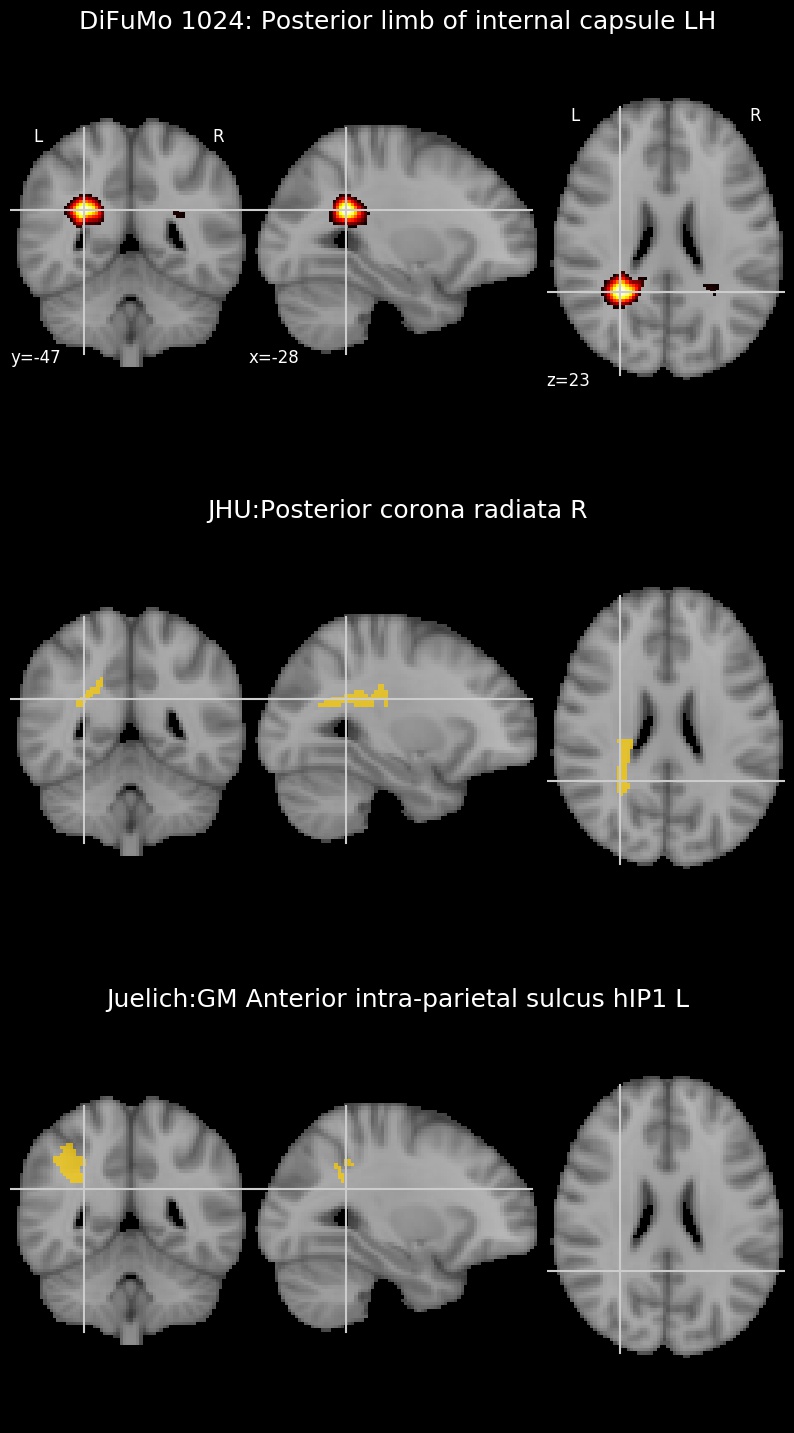 DiFuMo 1024: Posterior limb of internal capsule LH
L R L R
y=-47 x=-28 z=23
JHU:Posterior corona radiata R
Juelich:GM Anterior intra-parietal sulcus hIP1 L